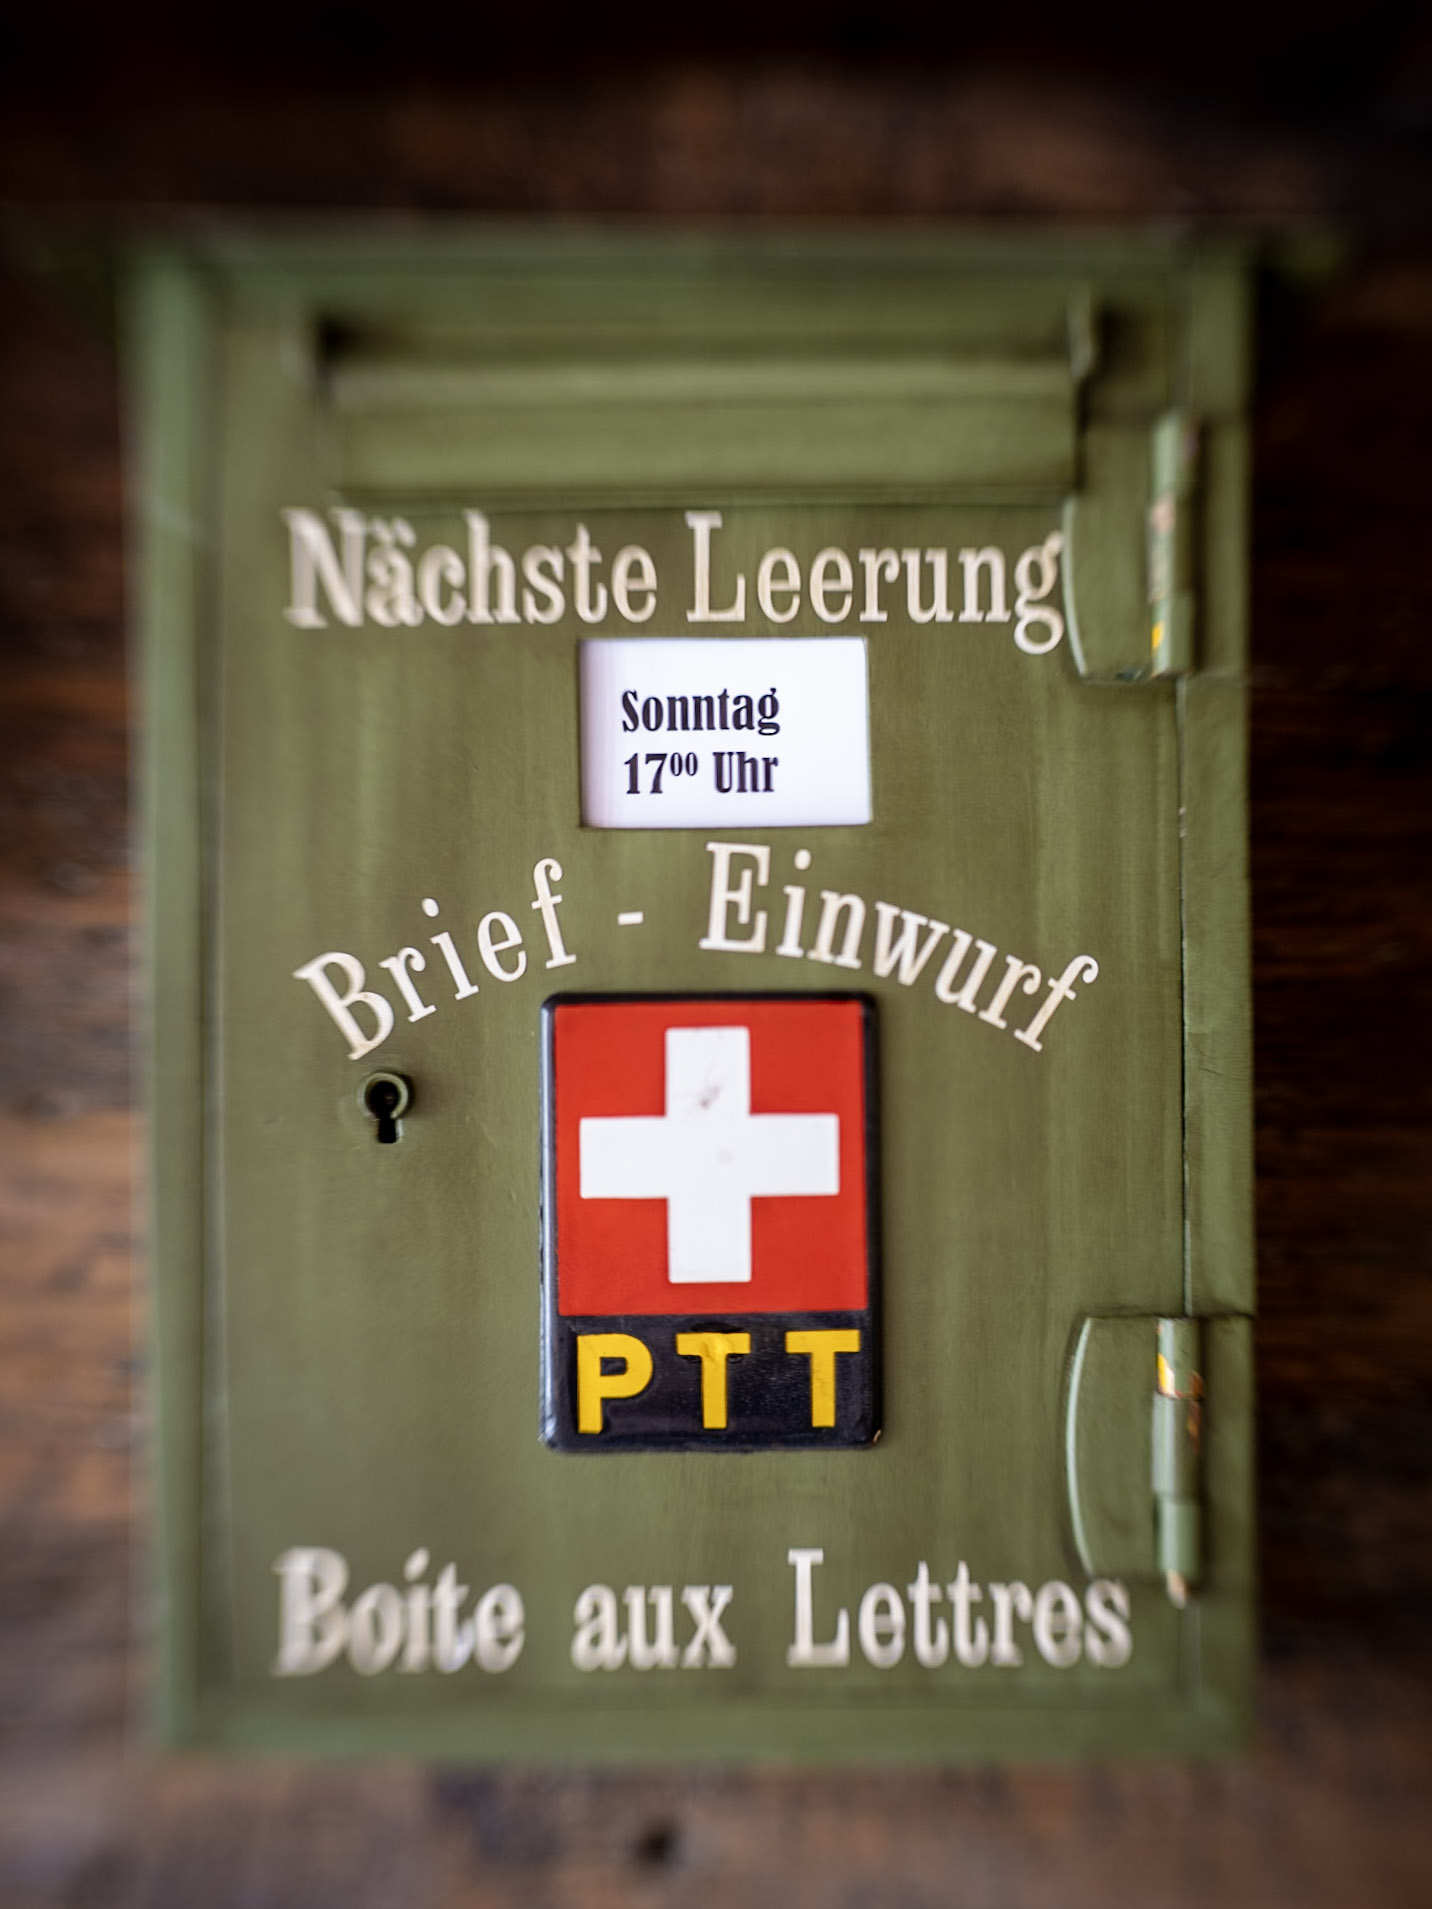 Nächste Leerung
Sonntag
17⁰⁰ Uhr
Brief - Einwurf
PTT
Boite aux Lettres